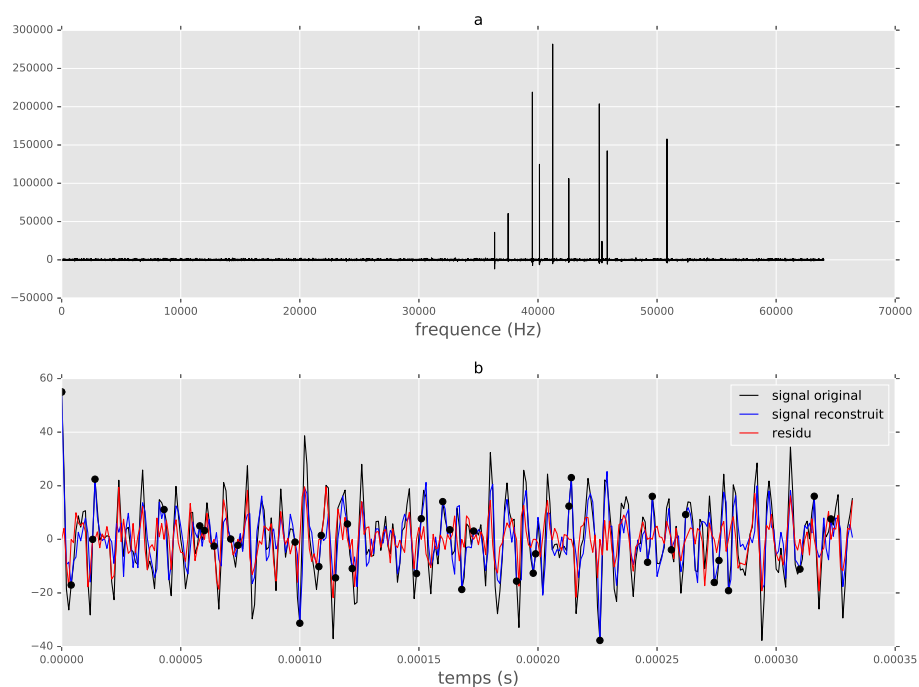 a
300000
250000
200000
150000
100000
50000
0
−50000
0 10000 20000 30000 40000 50000 60000 70000
frequence (Hz)
b
60
40
20
0
−20
−40
signal original
signal reconstruit
residu
0.00000 0.00005 0.00010 0.00015 0.00020 0.00025 0.00030 0.00035
temps (s)